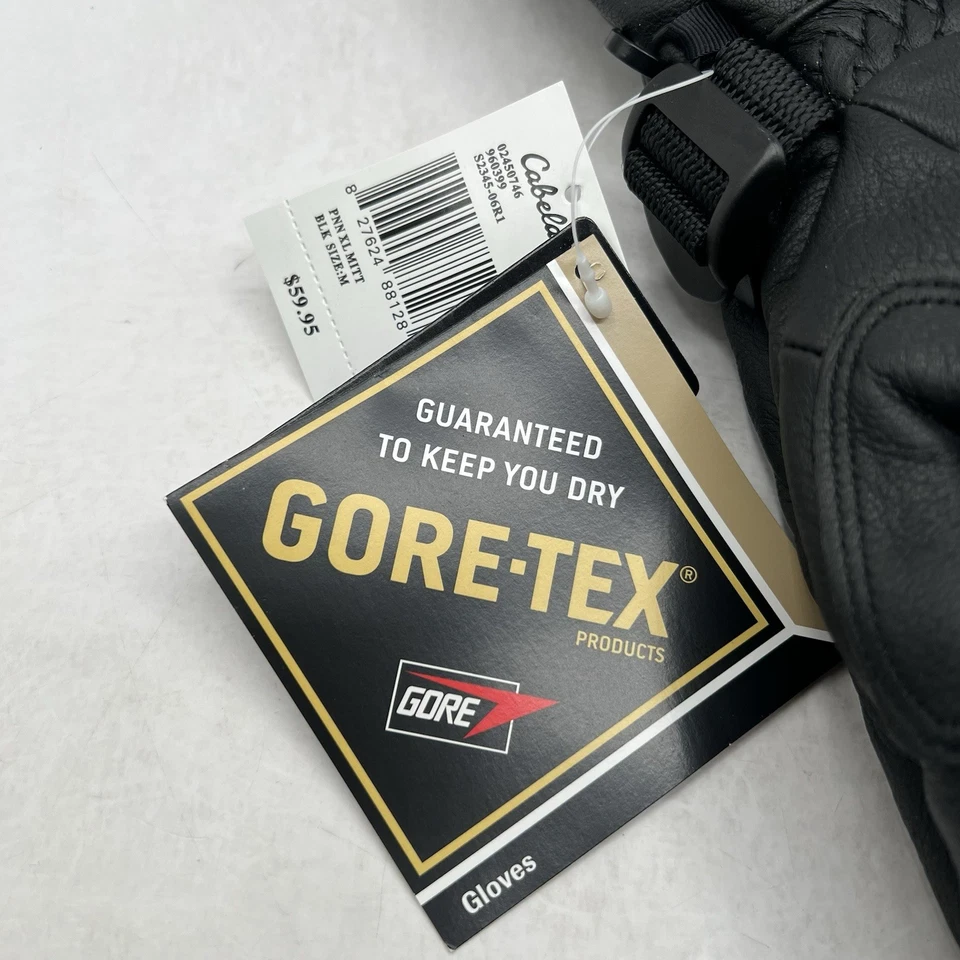 Cabela
02450746
960399
S2345-06R1
8 27624 88128
PNN XL MITT
BLK SIZE:M
$59.95
GUARANTEED
TO KEEP YOU DRY
GORE-TEX®
PRODUCTS
GORE
Gloves